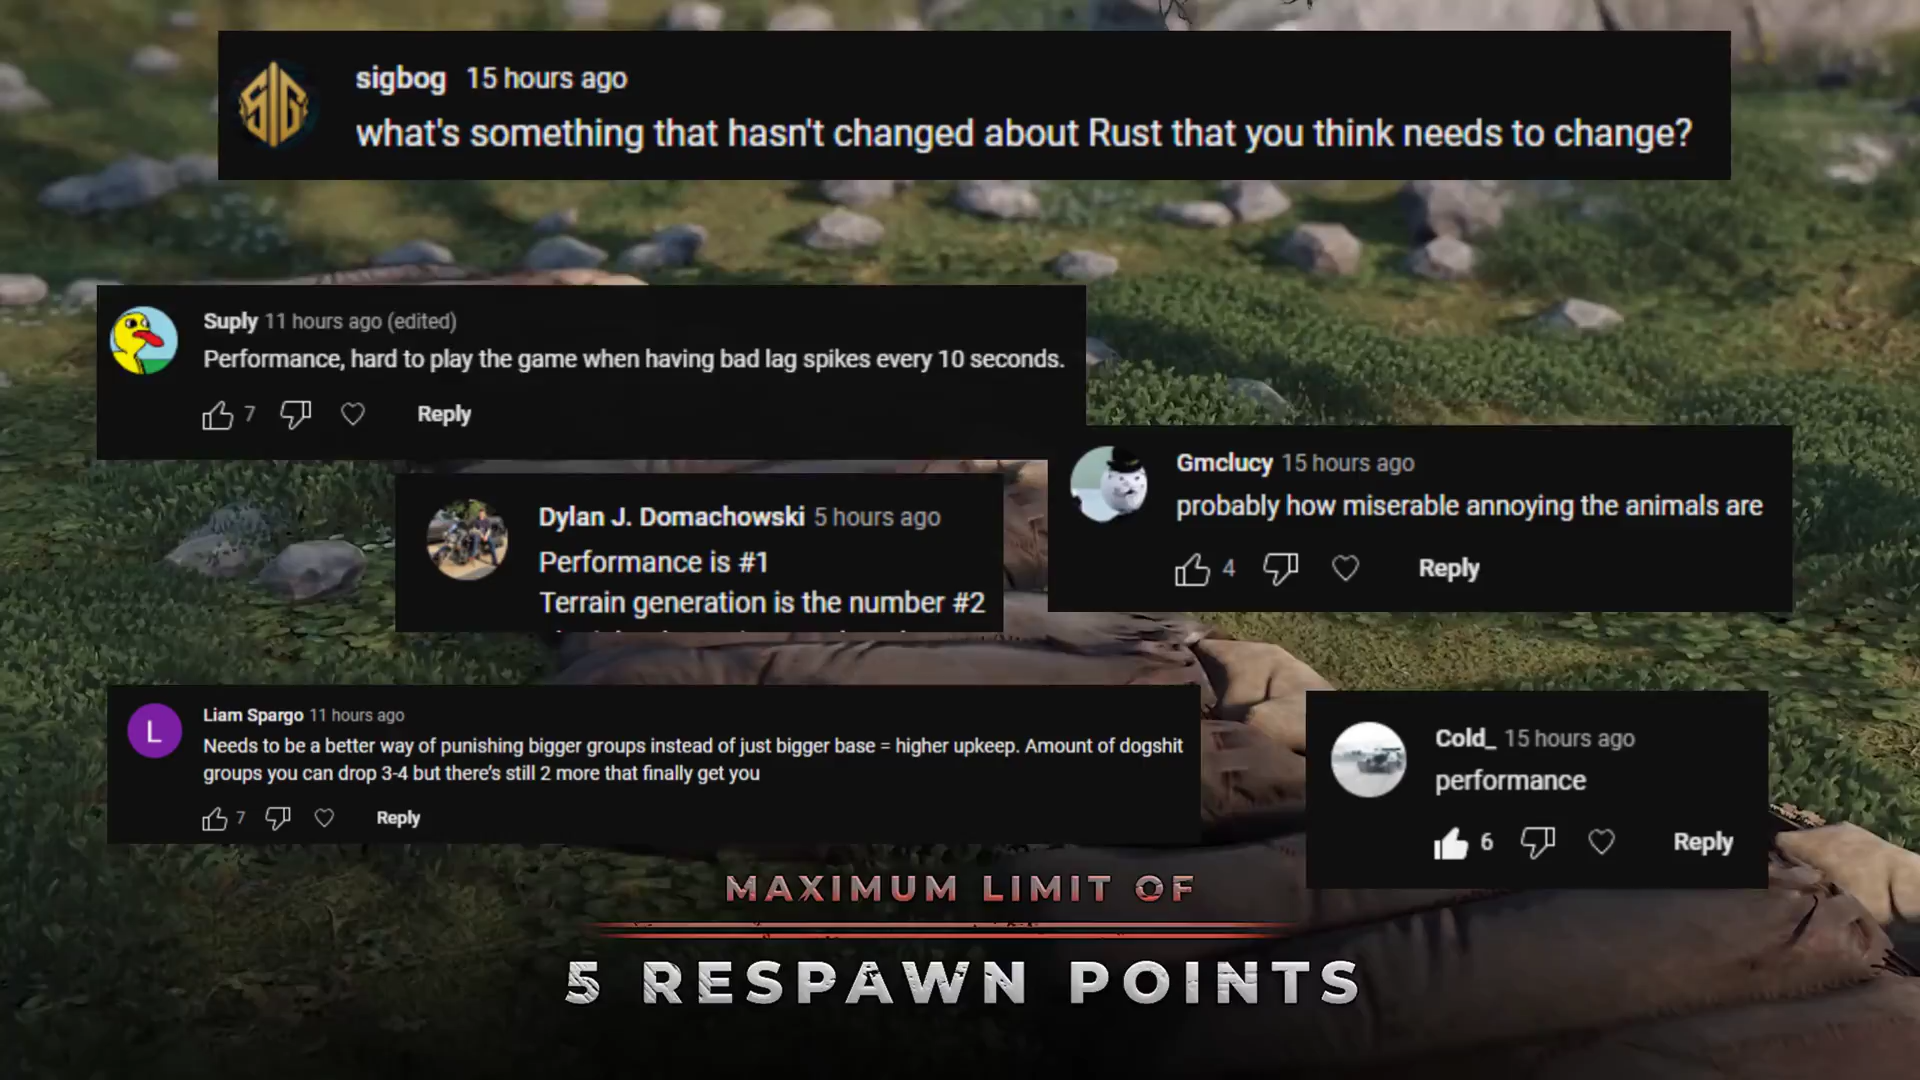 SIG
sigbog 15 hours ago
what's something that hasn't changed about Rust that you think needs to change?
Suply 11 hours ago (edited)
Performance, hard to play the game when having bad lag spikes every 10 seconds.
7 Reply
Gmclucy 15 hours ago
probably how miserable annoying the animals are
4 Reply
Dylan J. Domachowski 5 hours ago
Performance is #1
Terrain generation is the number #2
L
Liam Spargo 11 hours ago
Needs to be a better way of punishing bigger groups instead of just bigger base = higher upkeep. Amount of dogshit
groups you can drop 3-4 but there's still 2 more that finally get you
7 Reply
Cold_ 15 hours ago
performance
6 Reply
MAXIMUM LIMIT OF
5 RESPAWN POINTS